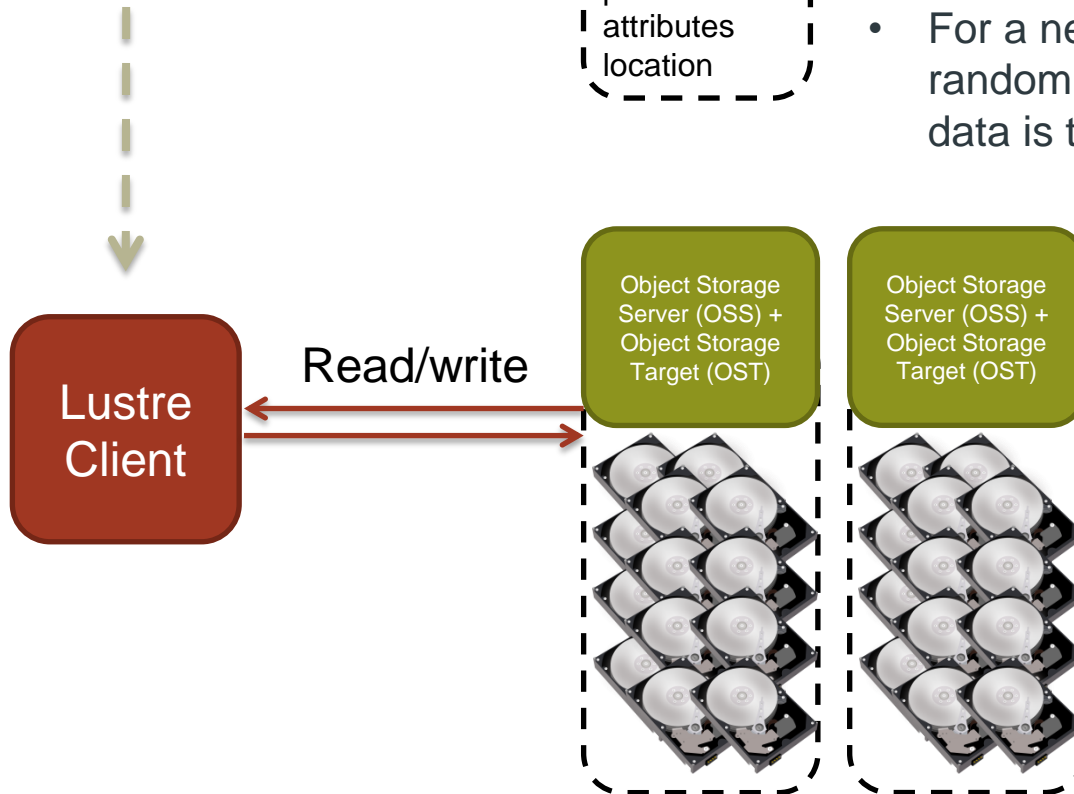 attributes
location
• For a
random
data is
Read/write
Lustre
Client
Object Storage
Server (OSS) +
Object Storage
Target (OST)
Object Storage
Server (OSS) +
Object Storage
Target (OST)